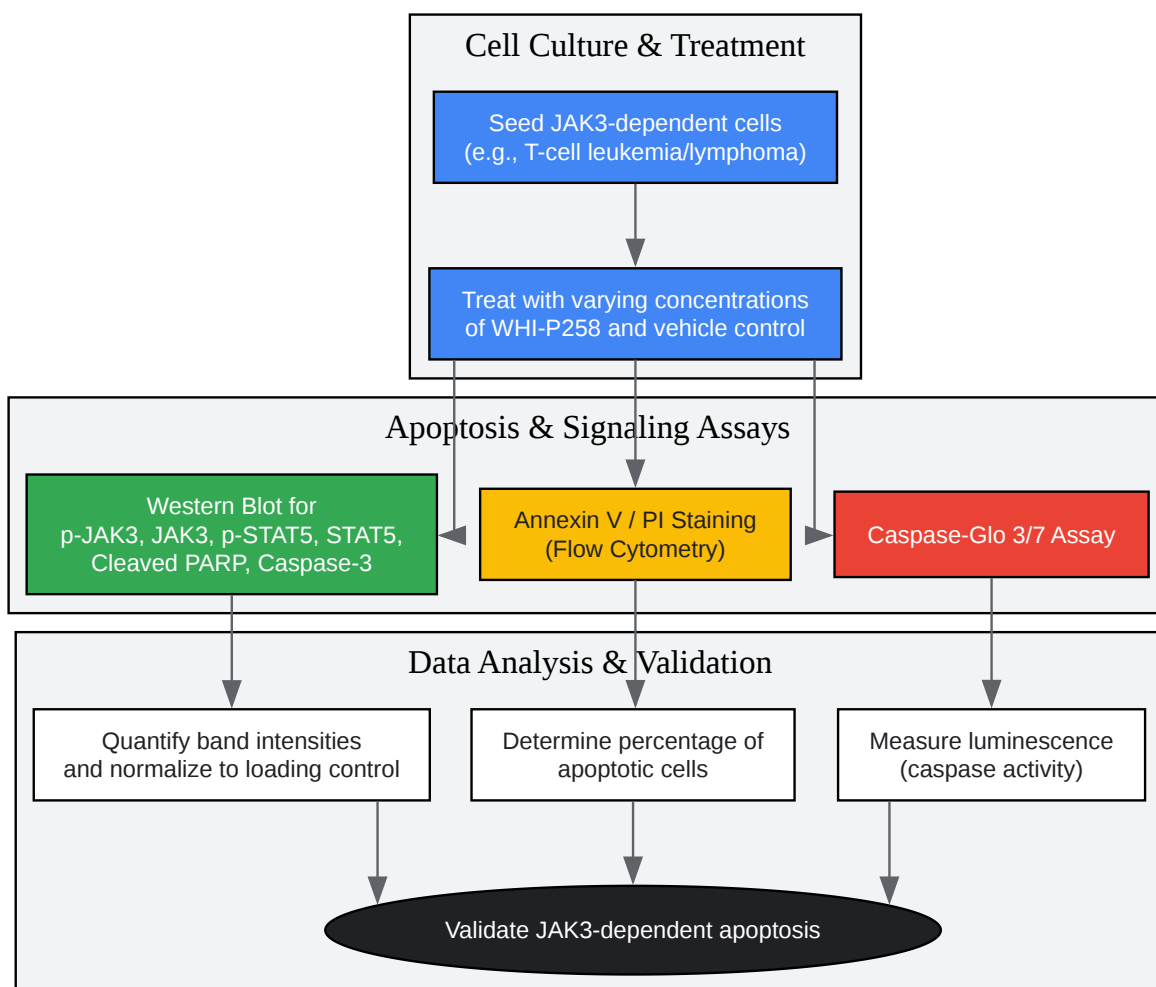 Cell Culture & Treatment
Seed JAK3-dependent cells
(e.g., T-cell leukemia/lymphoma)
Treat with varying concentrations
of WHI-P258 and vehicle control
Apoptosis & Signaling Assays
Western Blot for
p-JAK3, JAK3, p-STAT5, STAT5,
Cleaved PARP, Caspase-3
Annexin V / PI Staining
(Flow Cytometry)
Caspase-Glo 3/7 Assay
Data Analysis & Validation
Quantify band intensities
and normalize to loading control
Determine percentage of
apoptotic cells
Measure luminescence
(caspase activity)
Validate JAK3-dependent apoptosis